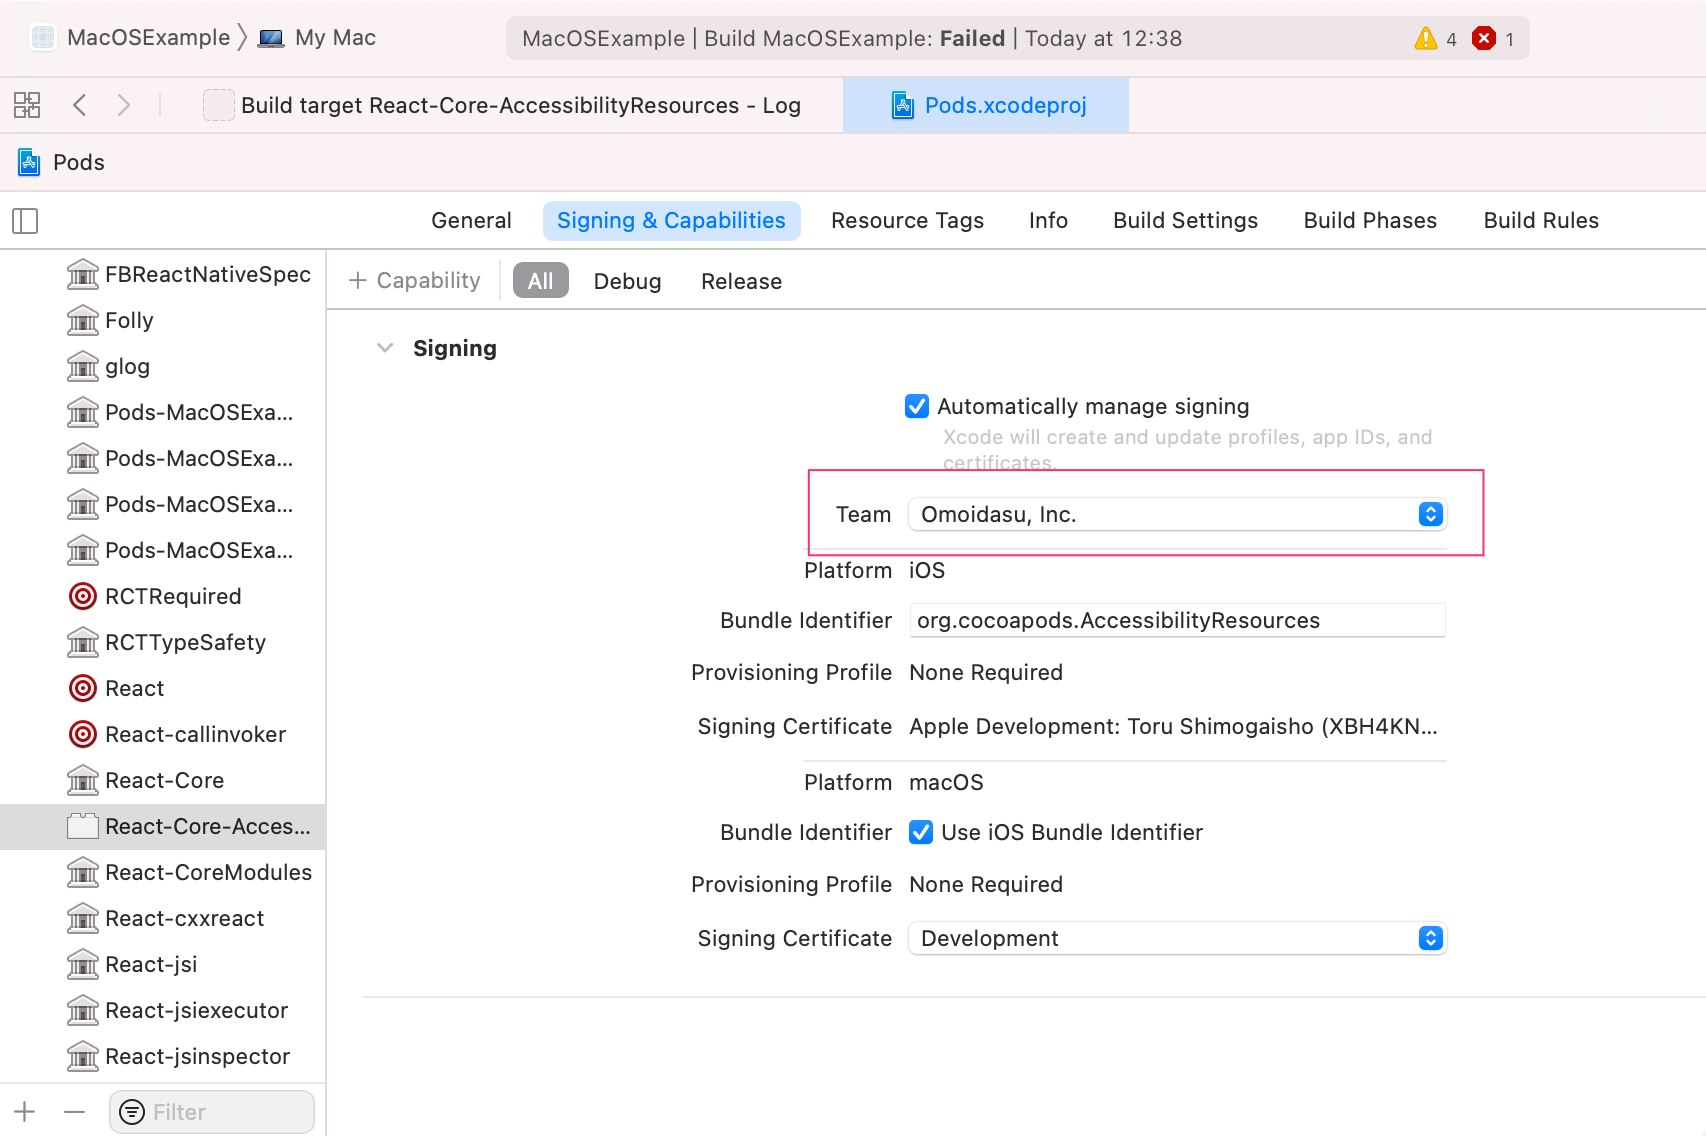 MacOSExample My Mac
MacOSExample | Build MacOSExample: Failed | Today at 12:38 4 1
Build target React-Core-AccessibilityResources - Log Pods.xcodeproj
Pods
General Signing & Capabilities Resource Tags Info Build Settings Build Phases Build Rules
FBReactNativeSpec
Folly
glog
Pods-MacOSExa...
Pods-MacOSExa...
Pods-MacOSExa...
Pods-MacOSExa...
RCTRequired
RCTTypeSafety
React
React-callinvoker
React-Core
React-Core-Acces...
React-CoreModules
React-cxxreact
React-jsi
React-jsiexecutor
React-jsinspector
Filter
+ Capability All Debug Release
Signing
Automatically manage signing
Xcode will create and update profiles, app IDs, and
certificates.
Team Omoidasu, Inc.
Platform iOS
Bundle Identifier org.cocoapods.AccessibilityResources
Provisioning Profile None Required
Signing Certificate Apple Development: Toru Shimogaisho (XBH4KN...
Platform macOS
Bundle Identifier Use iOS Bundle Identifier
Provisioning Profile None Required
Signing Certificate Development